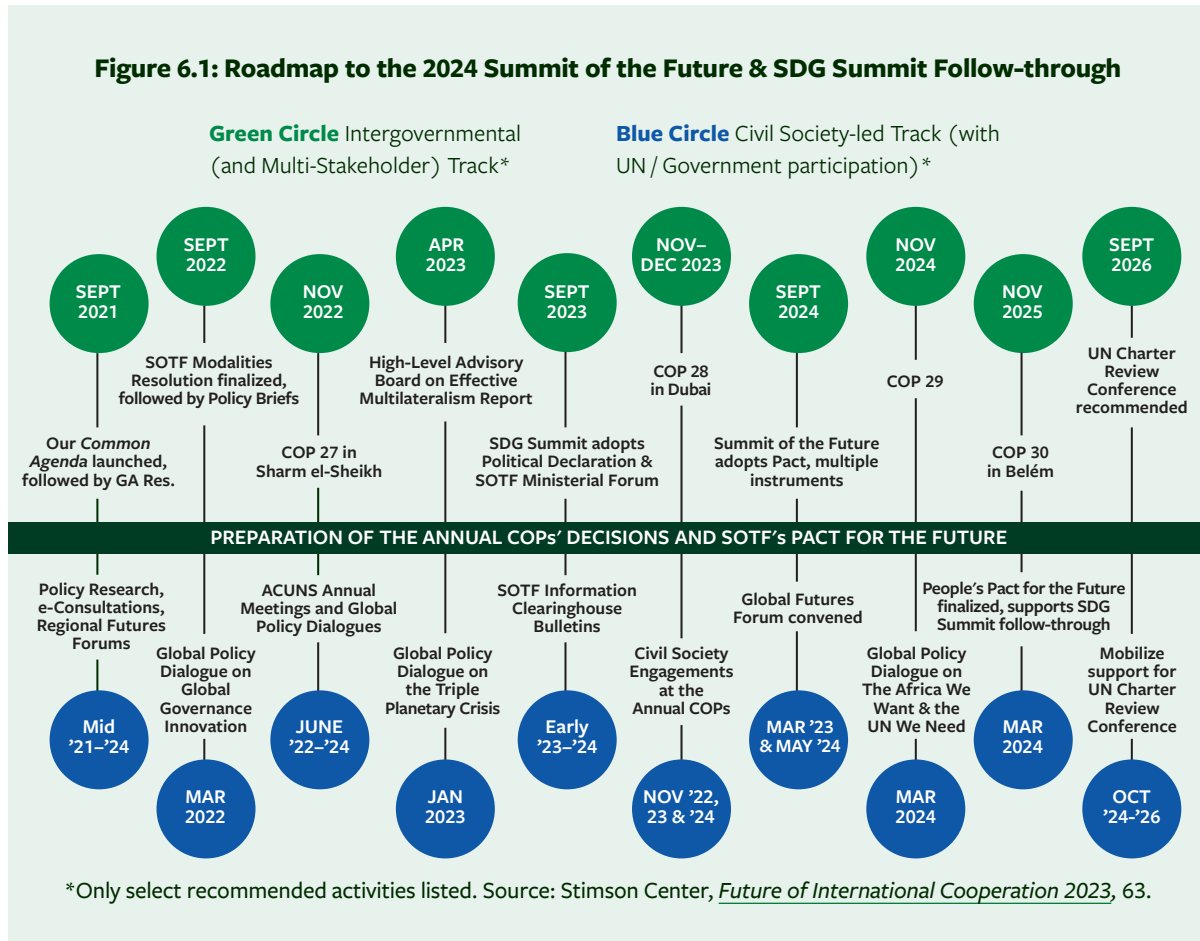 Figure 6.1: Roadmap to the 2024 Summit of the Future & SDG Summit Follow-through
Green Circle Intergovernmental
(and Multi-Stakeholder) Track*
Blue Circle Civil Society-led Track (with
UN / Government participation)*
SEPT
2021
Our Common
Agenda launched,
followed by GA Res.
SEPT
2022
SOTF Modalities
Resolution finalized,
followed by Policy Briefs
NOV
2022
COP 27 in
Sharm el-Sheikh
APR
2023
High-Level Advisory
Board on Effective
Multilateralism Report
SEPT
2023
SDG Summit adopts
Political Declaration &
SOTF Ministerial Forum
NOV–
DEC 2023
COP 28
in Dubai
SEPT
2024
Summit of the Future
adopts Pact, multiple
instruments
NOV
2024
COP 29
NOV
2025
COP 30
in Belém
SEPT
2026
UN Charter
Review
Conference
recommended
PREPARATION OF THE ANNUAL COPs’ DECISIONS AND SOTF’s PACT FOR THE FUTURE
Policy Research,
e-Consultations,
Regional Futures
Forums
Mid
’21–’24
Global Policy
Dialogue on
Global
Governance
Innovation
MAR
2022
ACUNS Annual
Meetings and Global
Policy Dialogues
JUNE
’22–’24
Global Policy
Dialogue on
the Triple
Planetary Crisis
JAN
2023
SOTF Information
Clearinghouse
Bulletins
Early
’23–’24
Civil Society
Engagements
at the
Annual COPs
NOV ’22,
23 & ’24
Global Futures
Forum convened
MAR ’23
& MAY ’24
Global Policy
Dialogue on
The Africa We
Want & the
UN We Need
MAR
2024
People’s Pact for the Future
finalized, supports SDG
Summit follow-through
MAR
2024
Mobilize
support for
UN Charter
Review
Conference
OCT
’24-’26
*Only select recommended activities listed. Source: Stimson Center, Future of International Cooperation 2023, 63.